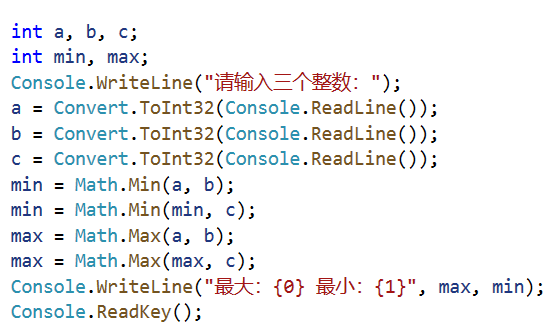 int a, b, c;
int min, max;
Console.WriteLine("请输入三个整数：");
a = Convert.ToInt32(Console.ReadLine());
b = Convert.ToInt32(Console.ReadLine());
c = Convert.ToInt32(Console.ReadLine());
min = Math.Min(a, b);
min = Math.Min(min, c);
max = Math.Max(a, b);
max = Math.Max(max, c);
Console.WriteLine("最大：{0} 最小：{1}", max, min);
Console.ReadKey();